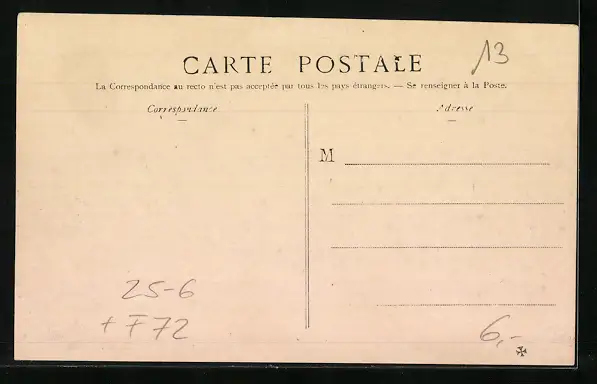 CARTE POSTALE
13
La Correspondance au recto n'est pas acceptée par tous les pays étrangers. — Se renseigner à la Poste.
Correspondance
Adresse
M
25-6
+ F72
6,-